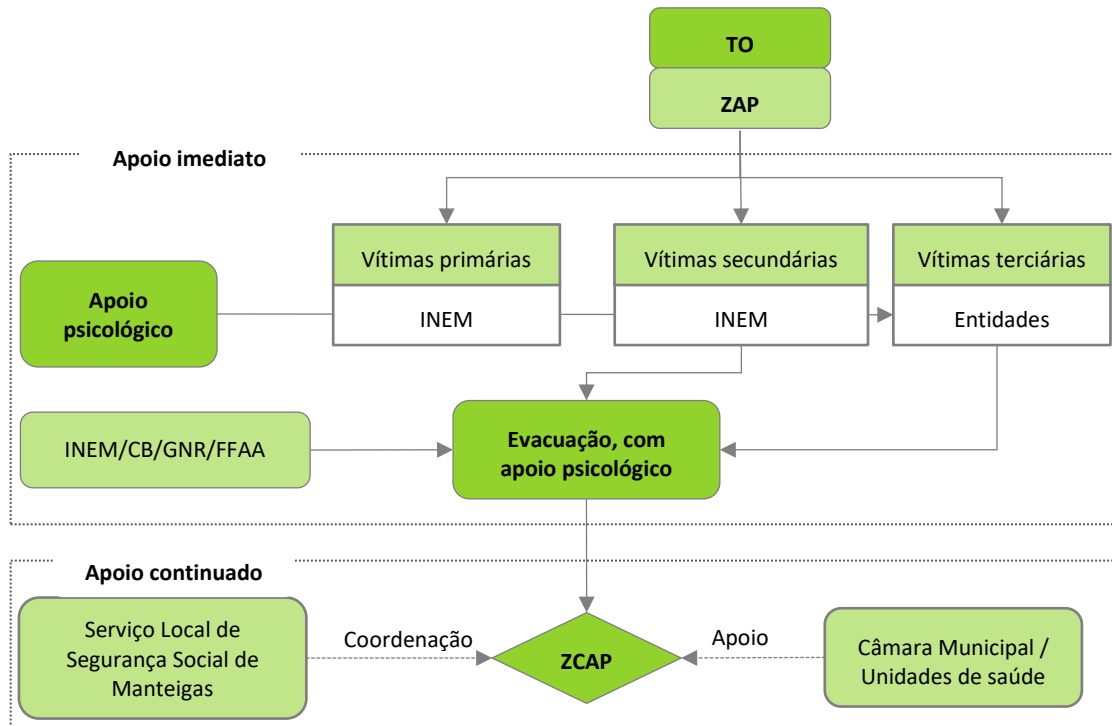 TO
ZAP
Apoio imediato
Vítimas primárias
Vítimas secundárias
Vítimas terciárias
Apoio
psicológico
INEM
INEM
Entidades
INEM/CB/GNR/FFAA
Evacuação, com
apoio psicológico
Apoio continuado
Serviço Local de
Segurança Social de
Manteigas
Coordenação
ZCAP
Apoio
Câmara Municipal /
Unidades de saúde